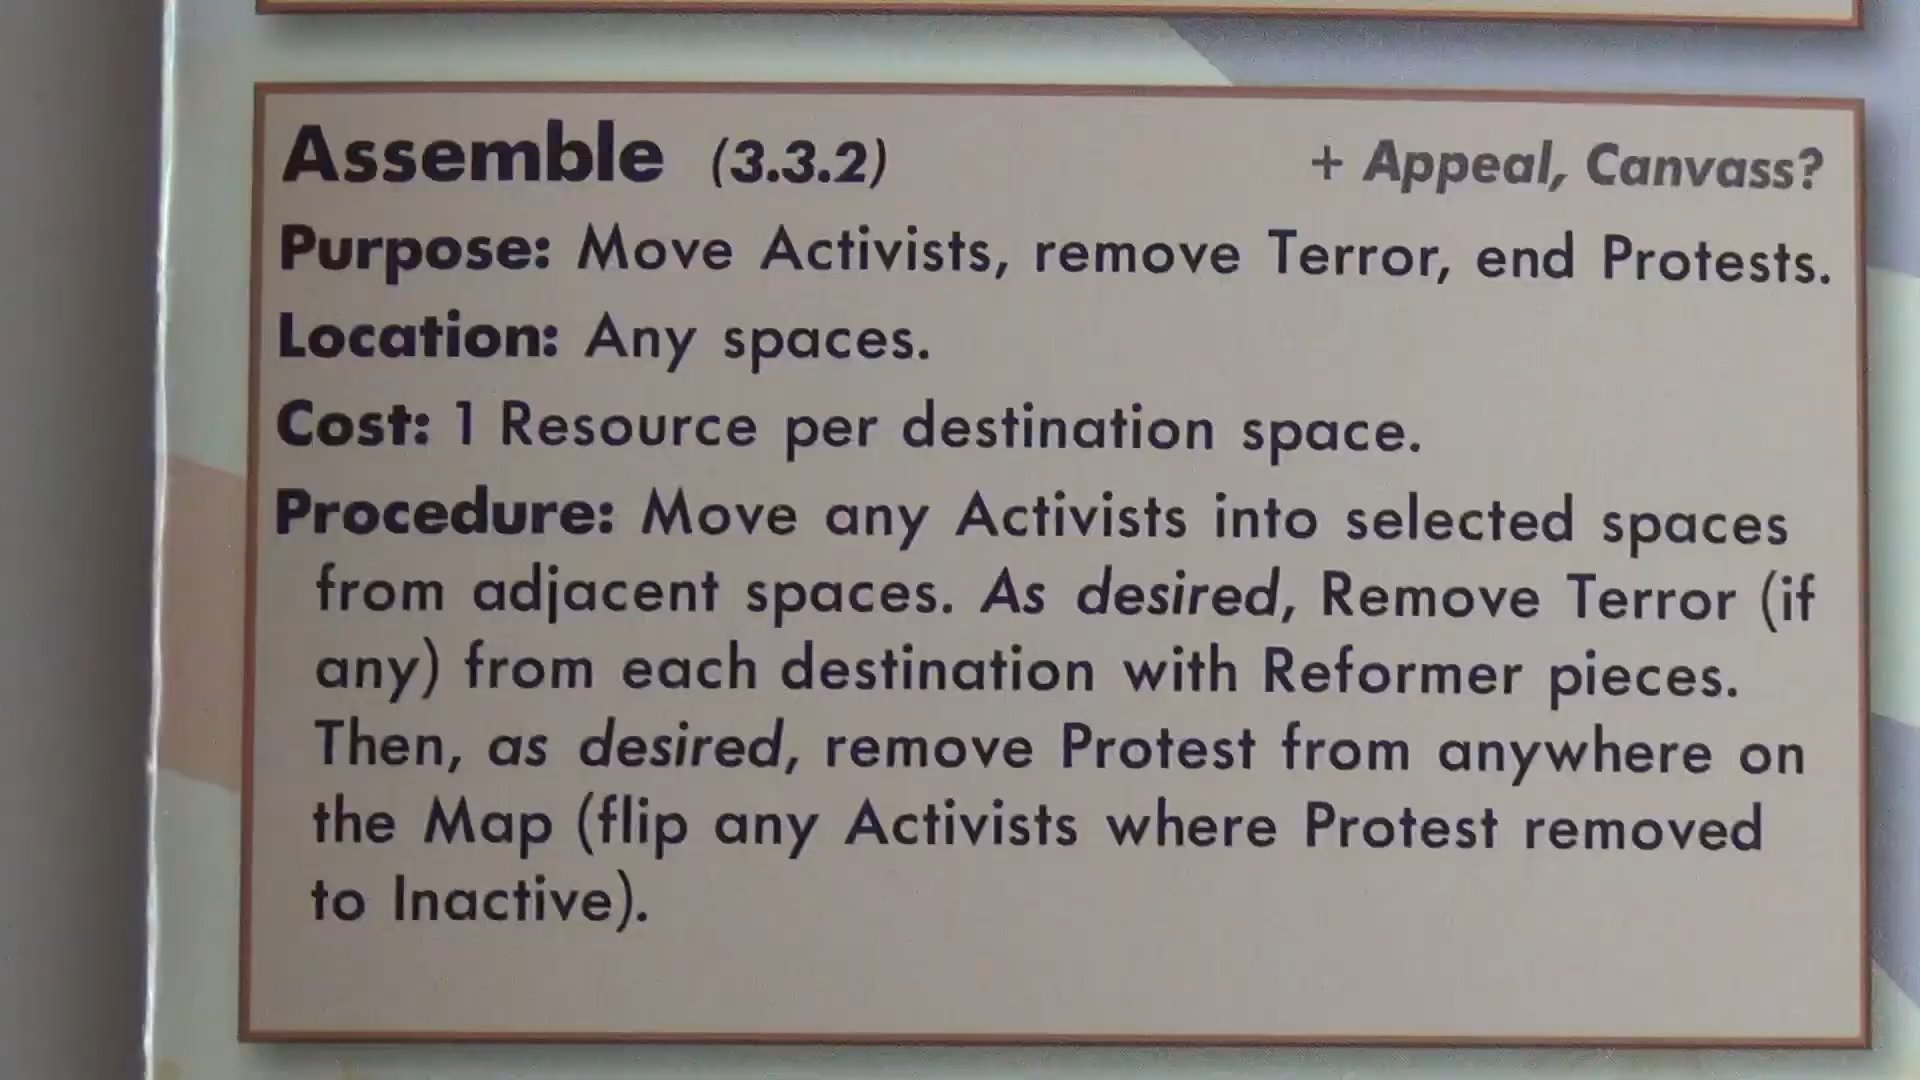 Assemble (3.3.2) + Appeal, Canvass?
Purpose: Move Activists, remove Terror, end Protests.
Location: Any spaces.
Cost: 1 Resource per destination space.
Procedure: Move any Activists into selected spaces
from adjacent spaces. As desired, Remove Terror (if
any) from each destination with Reformer pieces.
Then, as desired, remove Protest from anywhere on
the Map (flip any Activists where Protest removed
to Inactive).